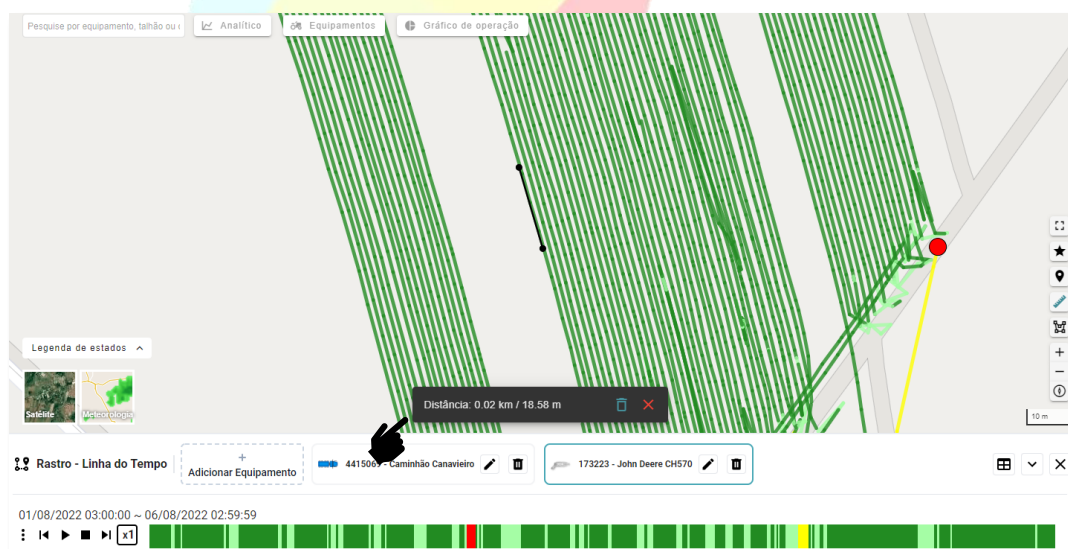 Pesquise por equipamento, talhão ou c
Analítico
Equipamentos
Gráfico de operação
Legenda de estados
Satélite
Meteorologia
Distância: 0.02 km / 18.58 m
10 m
Rastro - Linha do Tempo
+
Adicionar Equipamento
4415069 - Caminhão Canavieiro
173223 - John Deere CH570
01/08/2022 03:00:00 ~ 06/08/2022 02:59:59
x1